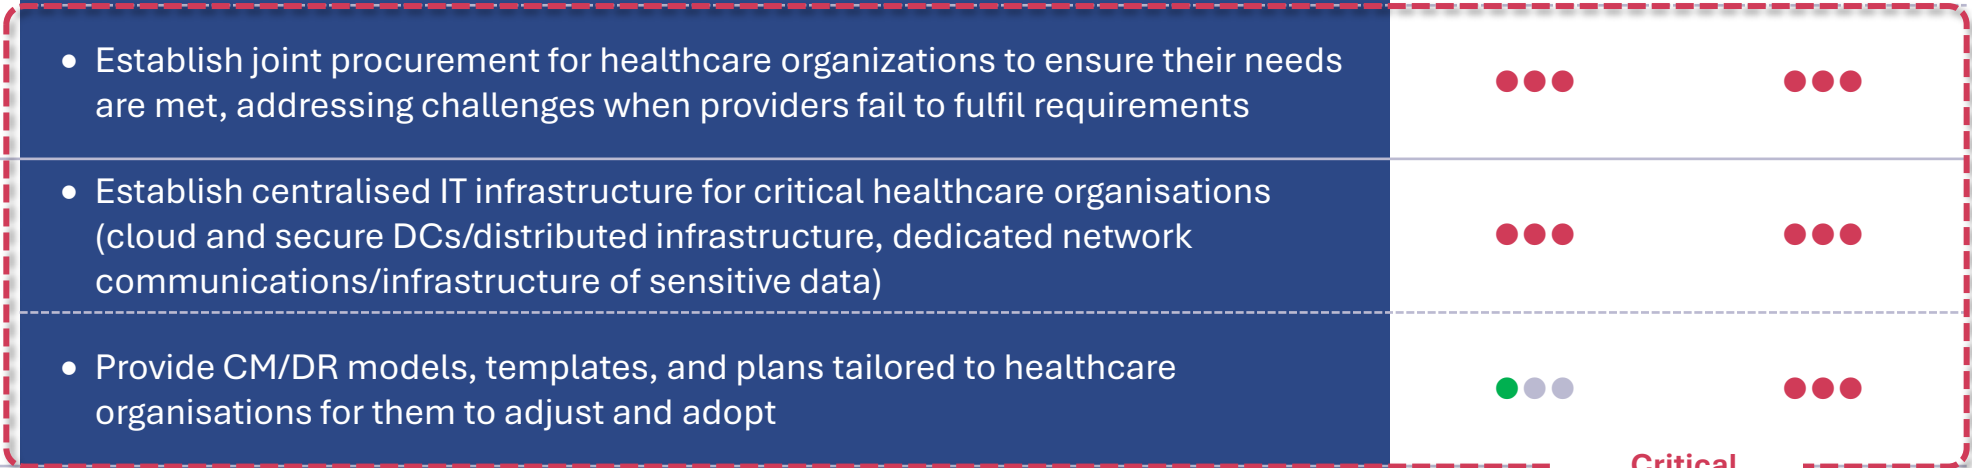 • Establish joint procurement for healthcare organizations to ensure their needs
are met, addressing challenges when providers fail to fulfil requirements
• Establish centralised IT infrastructure for critical healthcare organisations
(cloud and secure DCs/distributed infrastructure, dedicated network
communications/infrastructure of sensitive data)
• Provide CM/DR models, templates, and plans tailored to healthcare
organisations for them to adjust and adopt
Critical